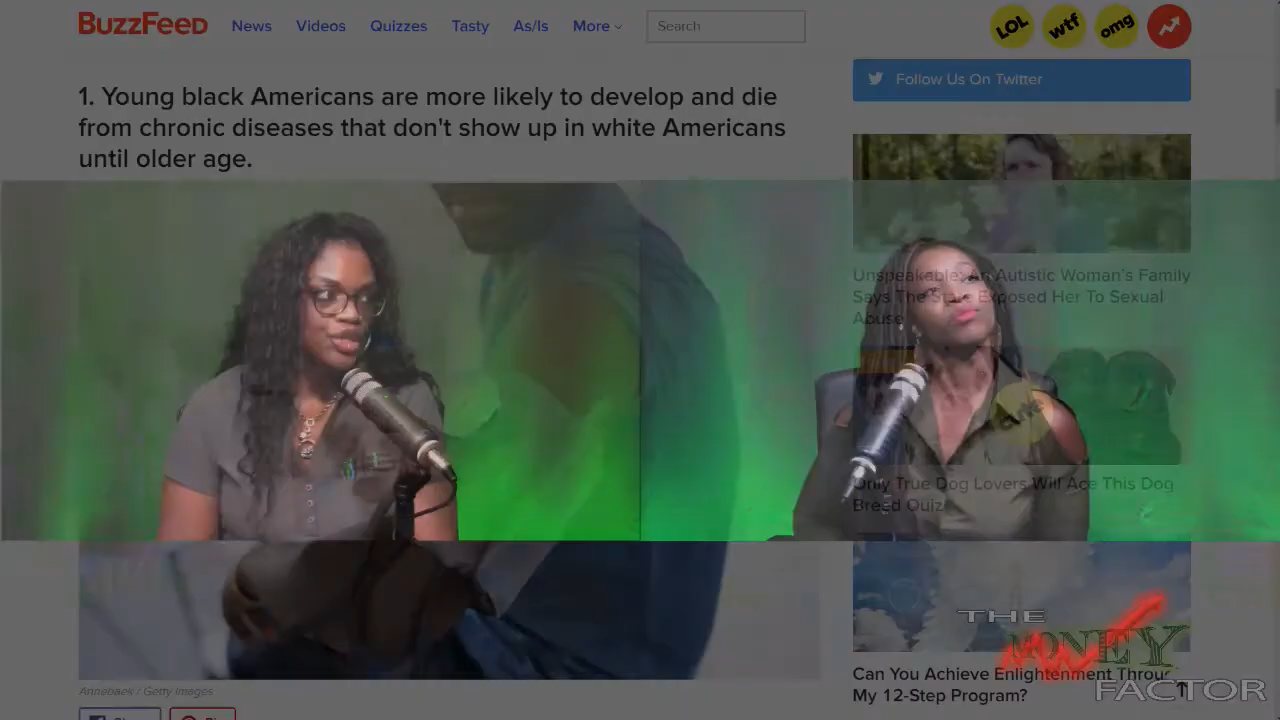 BuzzFeed
News Videos Quizzes Tasty As/Is More Search
LOL wtf omg
1. Young black Americans are more likely to develop and die
from chronic diseases that don't show up in white Americans
until older age.
Follow Us On Twitter
Unspeakable: An Autistic Woman's Family
Says The State Exposed Her To Sexual
Abuse
Only True Dog Lovers Will Ace This Dog
Breed Quiz
Can You Achieve Enlightenment Through
My 12-Step Program?
THE
MONEY
FACTOR
Annebaek / Getty Images